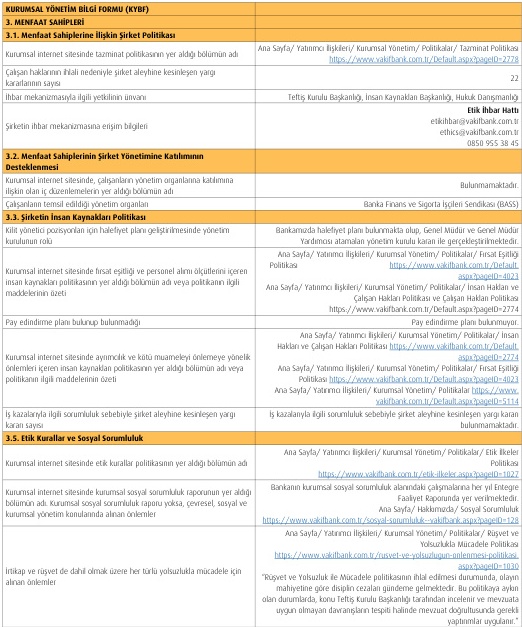 KURUMSAL YÖNETİM BİLGİ FORMU (KYBF)
3. MENFAAT SAHİPLERİ
3.1. Menfaat Sahiplerine İlişkin Şirket Politikası
Kurumsal internet sitesinde tazminat politikasının yer aldığı bölümün adı
Ana Sayfa/ Yatırımcı İlişkileri/ Kurumsal Yönetim/ Politikalar/ Tazminat Politikası
https://www.vakifbank.com.tr/Default.aspx?pageID=2778
Çalışan haklarının ihlali nedeniyle şirket aleyhine kesinleşen yargı
kararlarının sayısı
22
İhbar mekanizmasıyla ilgili yetkilinin ünvanı
Teftiş Kurulu Başkanlığı, İnsan Kaynakları Başkanlığı, Hukuk Danışmanlığı
Şirketin ihbar mekanizmasına erişim bilgileri
Etik İhbar Hattı
etikihbar@vakifbank.com.tr
ethics@vakifbank.com.tr
0850 955 38 45
3.2. Menfaat Sahiplerinin Şirket Yönetimine Katılımının
Desteklenmesi
Kurumsal internet sitesinde, çalışanların yönetim organlarına katılımına
ilişkin olan iç düzenlemelerin yer aldığı bölümün adı
Bulunmamaktadır.
Çalışanların temsil edildiği yönetim organları
Banka Finans ve Sigorta İşçileri Sendikası (BASS)
3.3. Şirketin İnsan Kaynakları Politikası
Kilit yönetici pozisyonları için halefiyet planı geliştirilmesinde yönetim
kurulunun rolü
Bankamızda halefiyet planı bulunmakta olup, Genel Müdür ve Genel Müdür
Yardımcısı atamaları yönetim kurulu kararı ile gerçekleştirilmektedir.
Kurumsal internet sitesinde fırsat eşitliği ve personel alımı ölçütlerini içeren
insan kaynakları politikasının yer aldığı bölümün adı veya politikanın ilgili
maddelerinin özeti
Ana Sayfa/ Yatırımcı İlişkileri/ Kurumsal Yönetim/ Politikalar/ Fırsat Eşitliği
Politikası https://www.vakifbank.com.tr/Default.
aspx?pageID=4023
Ana Sayfa/ Yatırımcı İlişkileri/ Kurumsal Yönetim/ Politikalar/ İnsan Hakları ve
Çalışan Hakları Politikası ve Çalışan Hakları Politikası
https://www.vakifbank.com.tr/Default.aspx?pageID=2774
Pay edindirme planı bulunup bulunmadığı
Pay edindirme planı bulunmuyor.
Kurumsal internet sitesinde ayrımcılık ve kötü muameleyi önlemeye yönelik
önlemleri içeren insan kaynakları politikasının yer aldığı bölümün adı veya
politikanın ilgili maddelerinin özeti
Ana Sayfa/ Yatırımcı İlişkileri/ Kurumsal Yönetim/ Politikalar/ İnsan
Hakları ve Çalışan Hakları Politikası https://www.vakifbank.com.tr/Default.
aspx?pageID=2774
Ana Sayfa/ Yatırımcı İlişkileri/ Kurumsal Yönetim/ Politikalar/ Fırsat Eşitliği
Politikası https://www.vakifbank.com.tr/Default.aspx?pageID=4023
Ana Sayfa/ Yatırımcı İlişkileri/ Kurumsal Yönetim/ Politikalar https://www.
vakifbank.com.tr/Default.aspx?pageID=5114
İş kazalarıyla ilgili sorumluluk sebebiyle şirket aleyhine kesinleşen yargı
kararı sayısı
İş kazalarıyla ilgili sorumluluk sebebiyle şirket aleyhine kesinleşen yargı kararı
bulunmamaktadır.
3.5. Etik Kurallar ve Sosyal Sorumluluk
Kurumsal internet sitesinde etik kurallar politikasının yer aldığı bölümün adı
Ana Sayfa/ Yatırımcı İlişkileri/ Kurumsal Yönetim/ Politikalar/ Etik İlkeler
Politikası
https://www.vakifbank.com.tr/etik-ilkeler.aspx?pageID=1027
Kurumsal internet sitesinde kurumsal sosyal sorumluluk raporunun yer aldığı
bölümün adı. Kurumsal sosyal sorumluluk raporu yoksa, çevresel, sosyal ve
kurumsal yönetim konularında alınan önlemler
Bankanın kurumsal sosyal sorumluluk alanındaki çalışmalarına her yıl Entegre
Faaliyet Raporunda yer verilmektedir.
Ana Sayfa/ Hakkımızda/ Sosyal Sorumluluk
https://www.vakifbank.com.tr/sosyal-sorumluluk--vakifbank.aspx?pageID=128
İrtikap ve rüşvet de dahil olmak üzere her türlü yolsuzlukla mücadele için
alınan önlemler
Ana Sayfa/ Yatırımcı İlişkileri/ Kurumsal Yönetim/ Politikalar/ Rüşvet ve
Yolsuzlukla Mücadele Politikası
https://www.vakifbank.com.tr/rusvet-ve-yolsuzlugun-onlenmesi-politikasi.
aspx?pageID=1030
"Rüşvet ve Yolsuzluk ile Mücadele politikasının ihlal edilmesi durumunda, olayın
mahiyetine göre disiplin cezaları gündeme gelmektedir. Bu politikaya aykırı
olan durumlarda, konu Teftiş Kurulu Başkanlığı tarafından incelenir ve mevzuata
uygun olmayan davranışların tespiti halinde mevzuat doğrultusunda gerekli
yaptırımlar uygulanır."